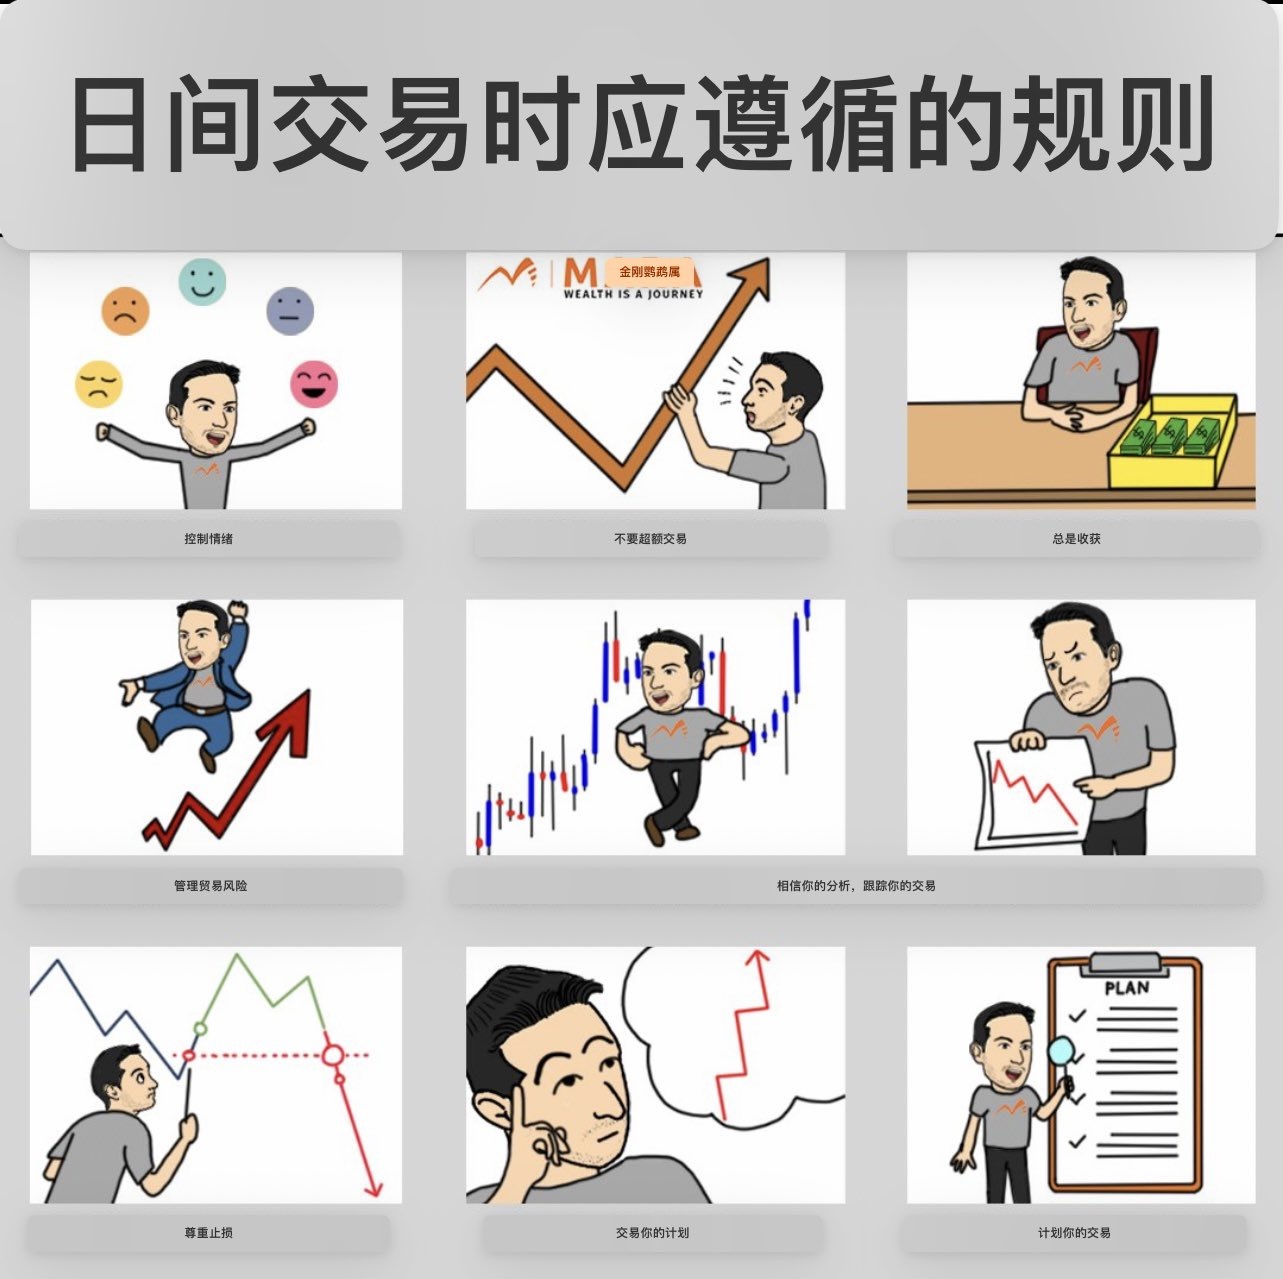 日间交易时应遵循的规则
金刚鹦鹉属
WEALTH IS A JOURNEY
控制情绪
不要超额交易
总是收获
管理贸易风险
相信你的分析，跟踪你的交易
PLAN
尊重止损
交易你的计划
计划你的交易